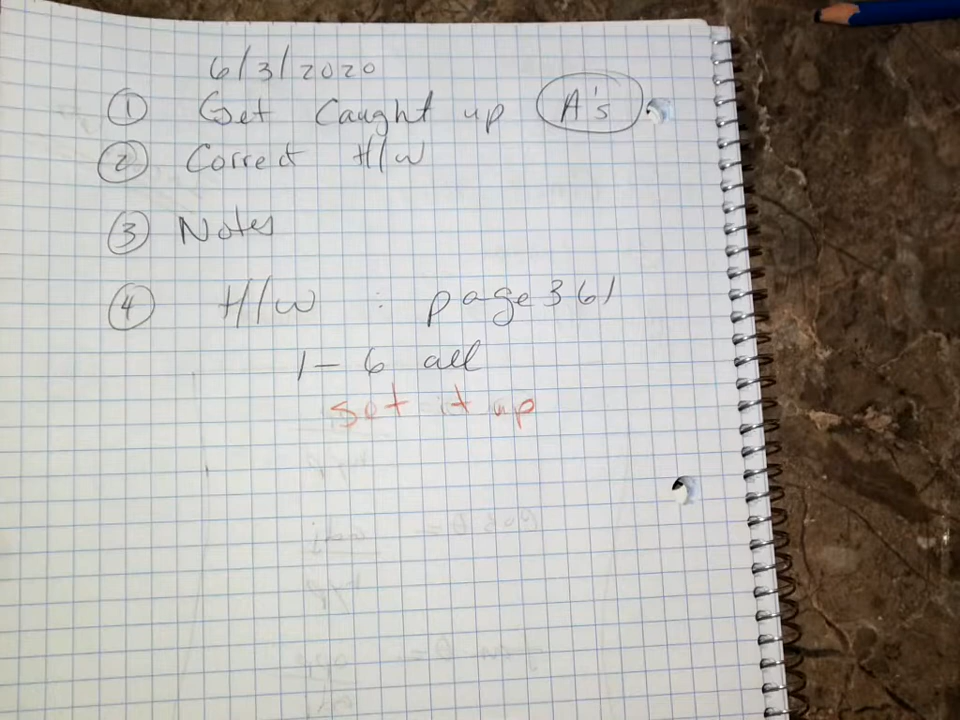 6/3/2020
① Get Caught up A's
② Correct H/W
③ Notes
④ H/W : page 361
1 – 6 all
set it up